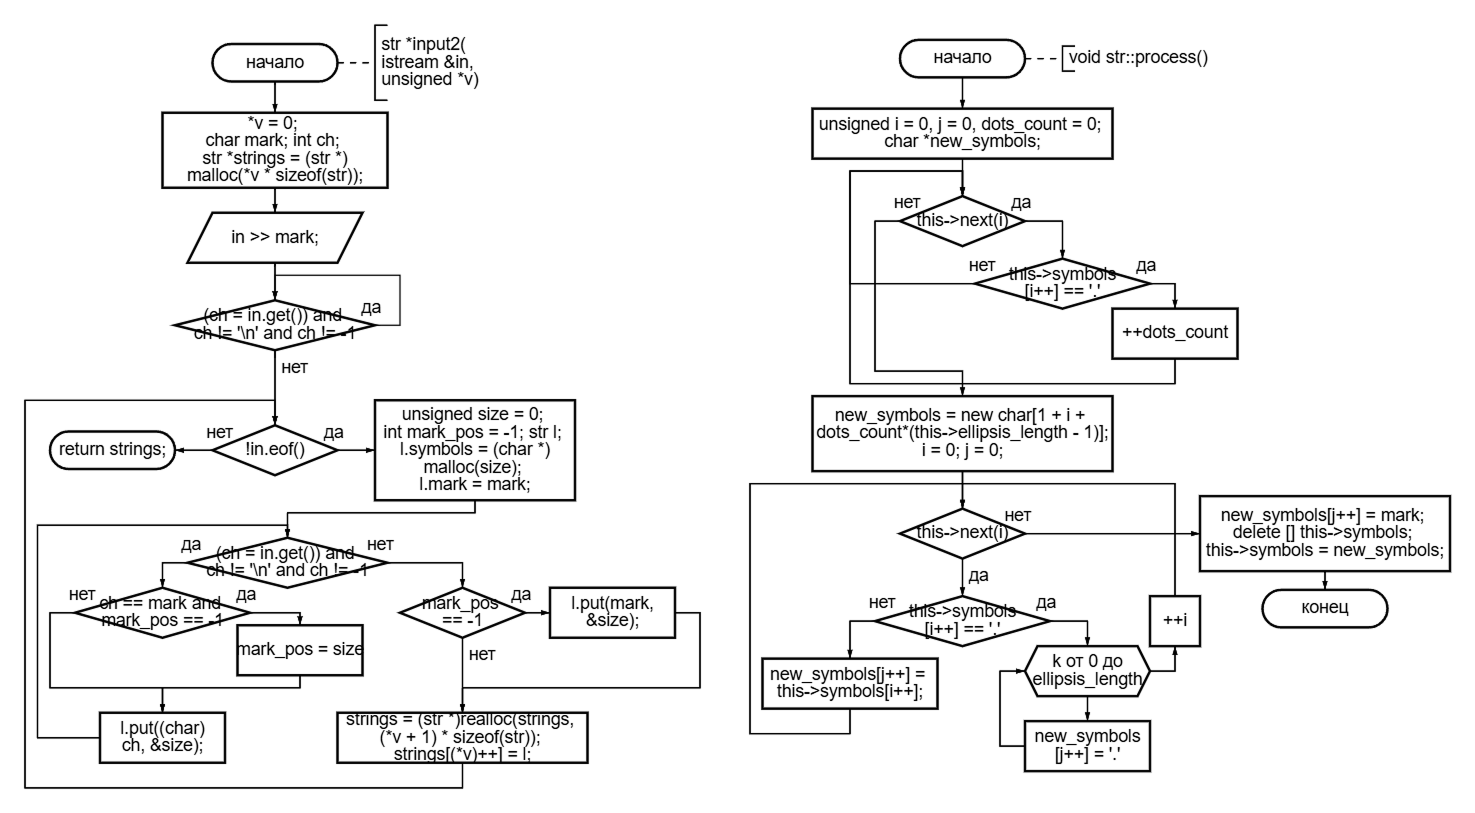 начало
str *input2(
istream &in,
unsigned *v)
*v = 0;
char mark; int ch;
str *strings = (str *)
malloc(*v * sizeof(str));
in >> mark;
(ch = in.get()) and
ch != '\n' and ch != -1
да
нет
!in.eof()
нет
да
return strings;
unsigned size = 0;
int mark_pos = -1; str l;
l.symbols = (char *)
malloc(size);
l.mark = mark;
(ch = in.get()) and
ch != '\n' and ch != -1
да
нет
ch == mark and
mark_pos == -1
нет
да
mark_pos = size
l.put((char)
ch, &size);
mark_pos
== -1
да
нет
l.put(mark,
&size);
strings = (str *)realloc(strings,
(*v + 1) * sizeof(str));
strings[(*v)++] = l;
начало
void str::process()
unsigned i = 0, j = 0, dots_count = 0;
char *new_symbols;
this->next(i)
нет
да
this->symbols
[i++] == '.'
нет
да
++dots_count
new_symbols = new char[1 + i +
dots_count*(this->ellipsis_length - 1)];
i = 0; j = 0;
this->next(i)
нет
да
new_symbols[j++] = mark;
delete [] this->symbols;
this->symbols = new_symbols;
конец
this->symbols
[i++] == '.'
нет
да
new_symbols[j++] =
this->symbols[i++];
k от 0 до
ellipsis_length
++i
new_symbols
[j++] = '.'